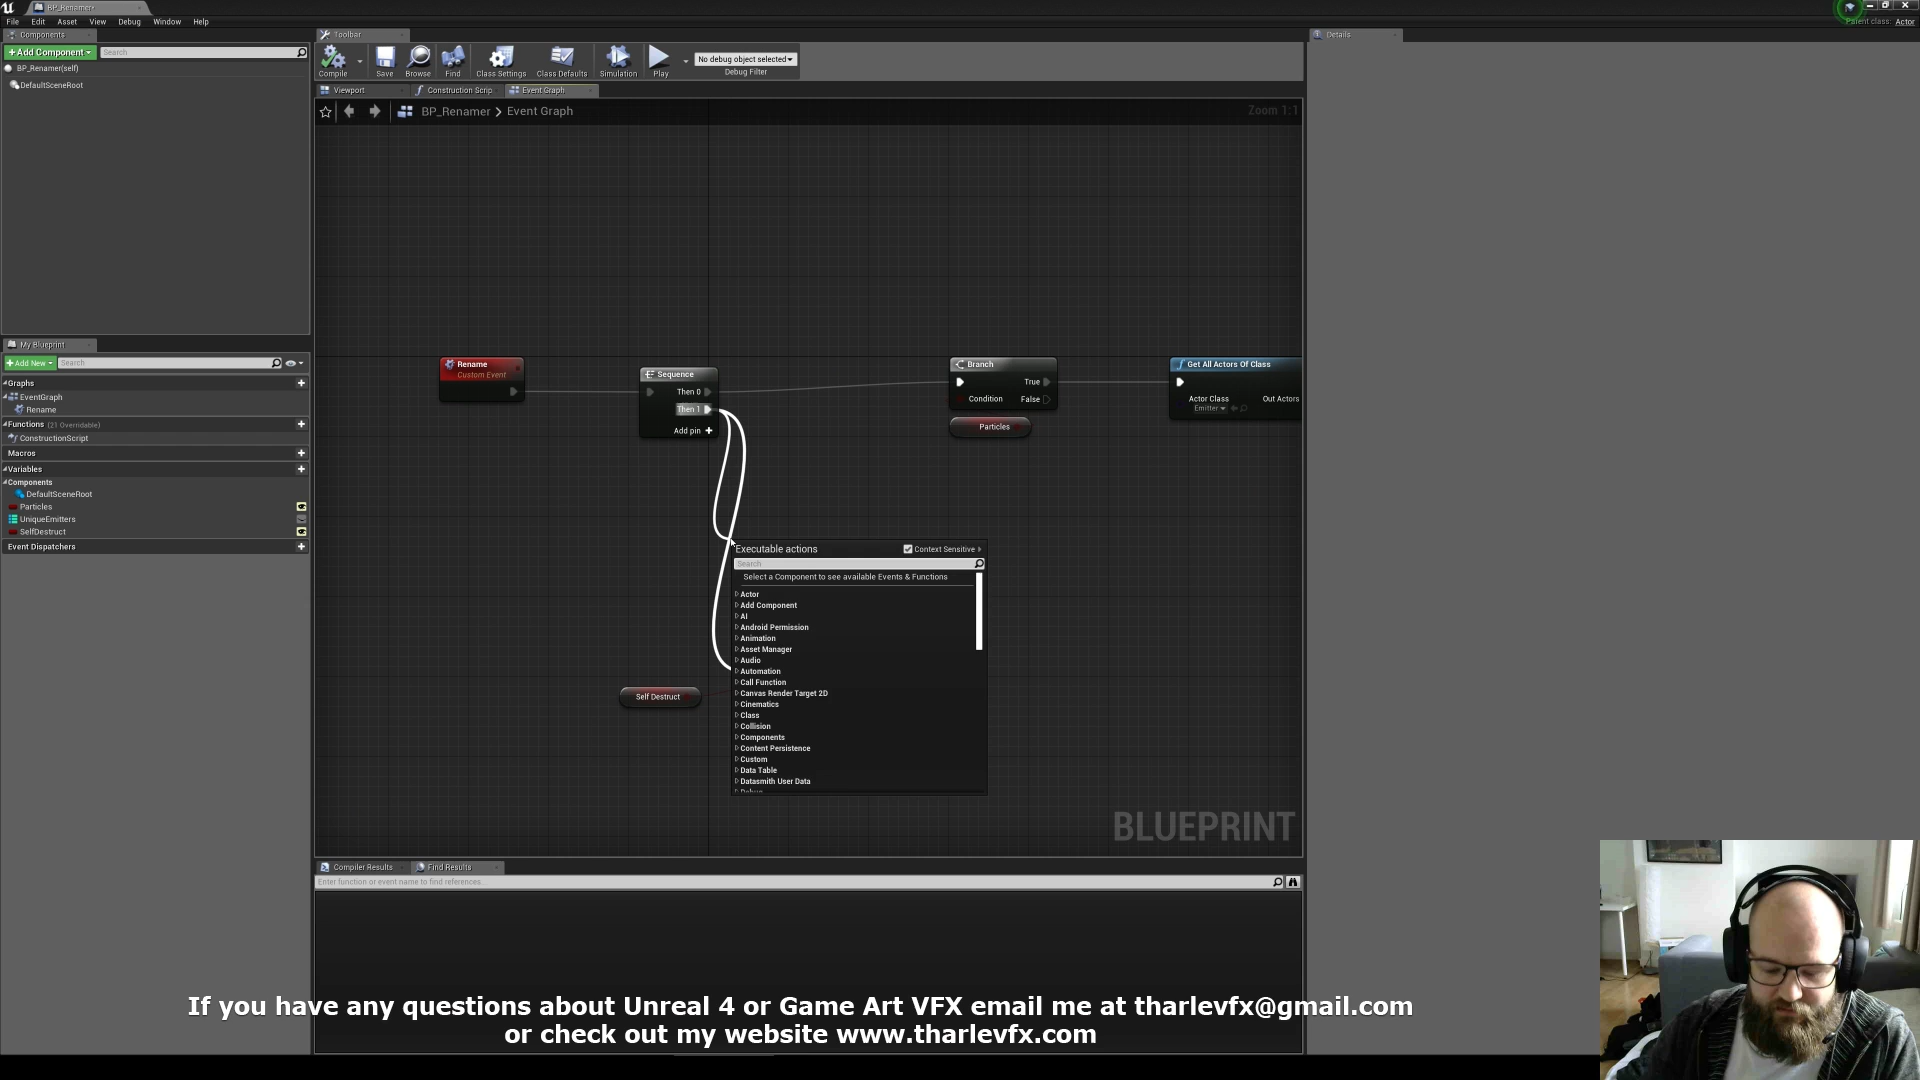 BP_Renamer*
File Edit Asset View Debug Window Help
Parent class: Actor
Components
+Add Component
Search
BP_Renamer(self)
DefaultSceneRoot
My Blueprint
+Add New
Search
Graphs
EventGraph
Rename
Functions (21 Overridable)
ConstructionScript
Macros
Variables
Components
DefaultSceneRoot
Particles
UniqueEmitters
SelfDestruct
Event Dispatchers
Toolbar
Compile
Save
Browse
Find
Class Settings
Class Defaults
Simulation
Play
No debug object selected
Debug Filter
Viewport
Construction Scrip
Event Graph
BP_Renamer > Event Graph
Zoom 1:1
Rename
Custom Event
Sequence
Then 0
Then 1
Add pin +
Branch
True
Condition
False
Particles
Get All Actors Of Class
Actor Class
Emitter
Out Actors
Self Destruct
Executable actions
Context Sensitive
Search
Select a Component to see available Events & Functions
Actor
Add Component
AI
Android Permission
Animation
Asset Manager
Audio
Automation
Call Function
Canvas Render Target 2D
Cinematics
Class
Collision
Components
Content Persistence
Custom
Data Table
Datasmith User Data
Debug
BLUEPRINT
Compiler Results
Find Results
Enter function or event name to find references...
Details
If you have any questions about Unreal 4 or Game Art VFX email me at tharlevfx@gmail.com
or check out my website www.tharlevfx.com